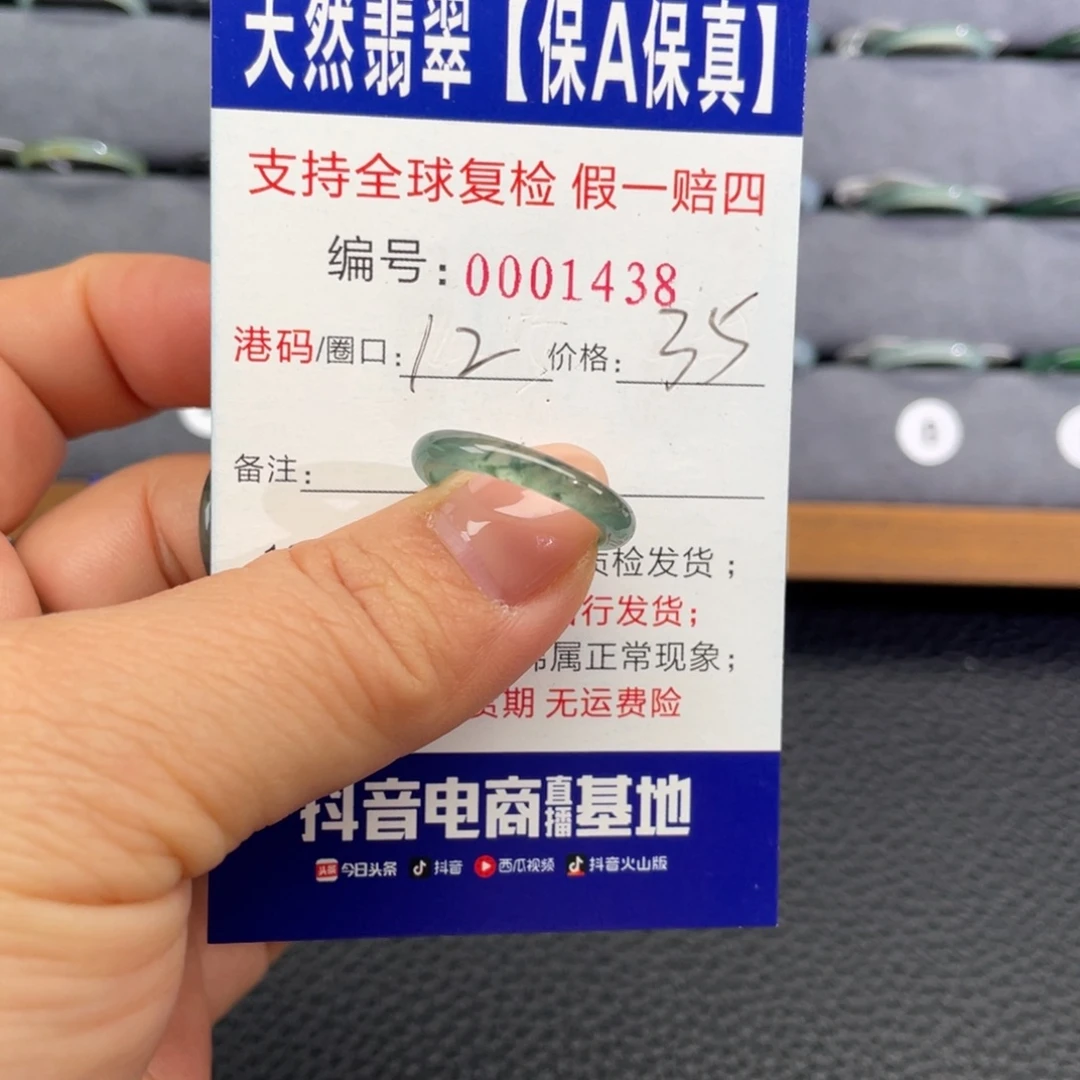 天然翡翠【保A保真】
支持全球复检 假一赔四
编号：0001438
港码/圈口：12 价格：35
备注：
质检发货；
行发货；
属正常现象；
货期 无运费险
抖音电商直播基地
头条 今日头条 抖音 西瓜视频 抖音火山版